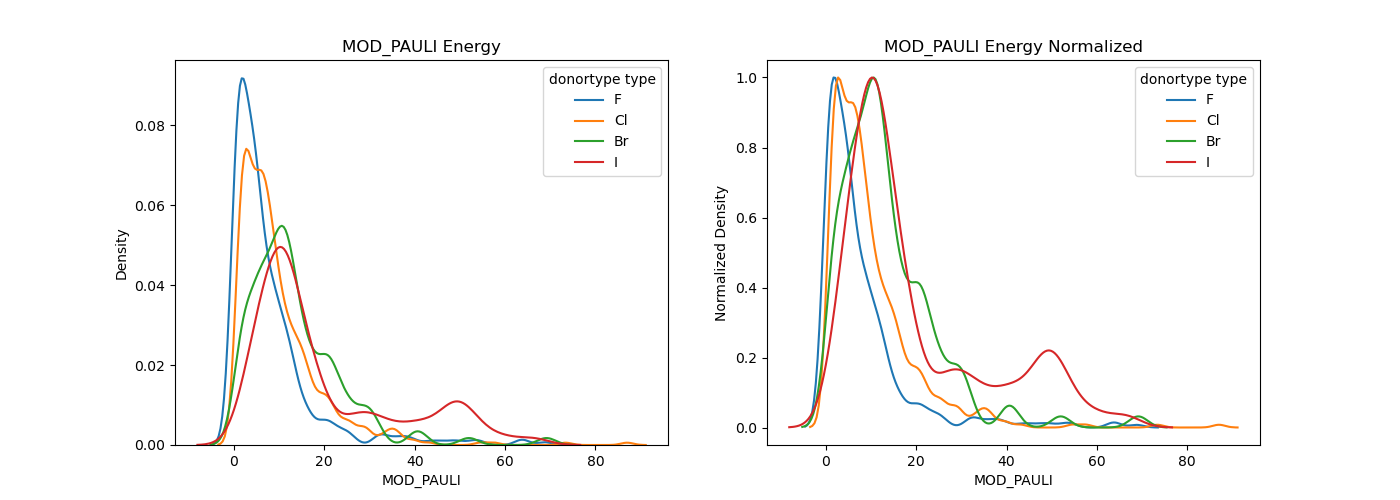 MOD_PAULI Energy
Density
0.08
0.06
0.04
0.02
0.00
0
20
40
60
80
MOD_PAULI
donortype type
F
Cl
Br
I
MOD_PAULI Energy Normalized
Normalized Density
1.0
0.8
0.6
0.4
0.2
0.0
0
20
40
60
80
MOD_PAULI
donortype type
F
Cl
Br
I